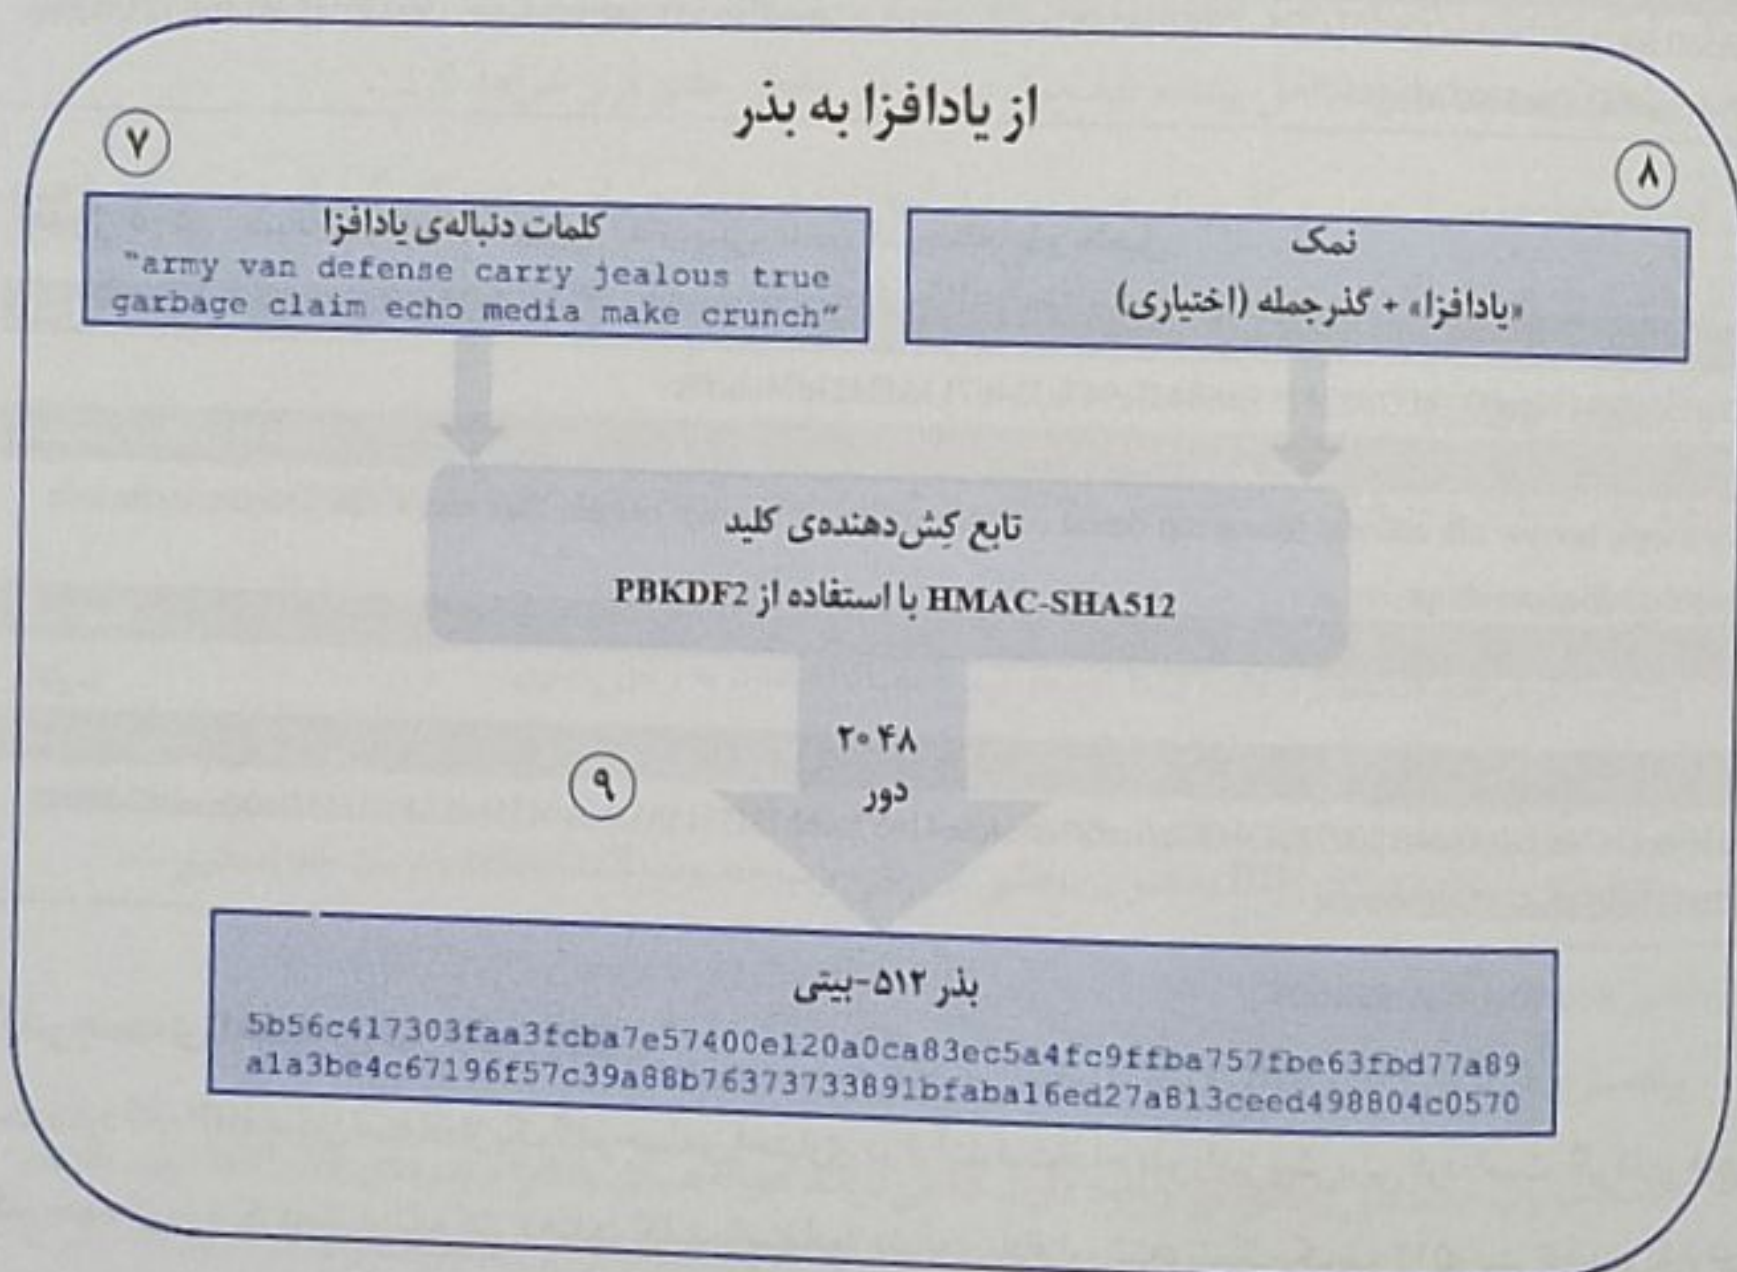 از یادافزا به بذر
۷
۸
کلمات دنباله‌ی یادافزا
"army van defense carry jealous true
garbage claim echo media make crunch"
نمک
«یادافزا» + گذرجمله (اختیاری)
تابع کِش‌دهنده‌ی کلید
PBKDF2 با استفاده از HMAC-SHA512
۲۰۴۸
دور
۹
بذر ۵۱۲-بیتی
5b56c417303faa3fcba7e57400e120a0ca83ec5a4fc9ffba757fbe63fbd77a89
a1a3be4c67196f57c39a88b76373733891bfaba16ed27a813ceed498804c0570